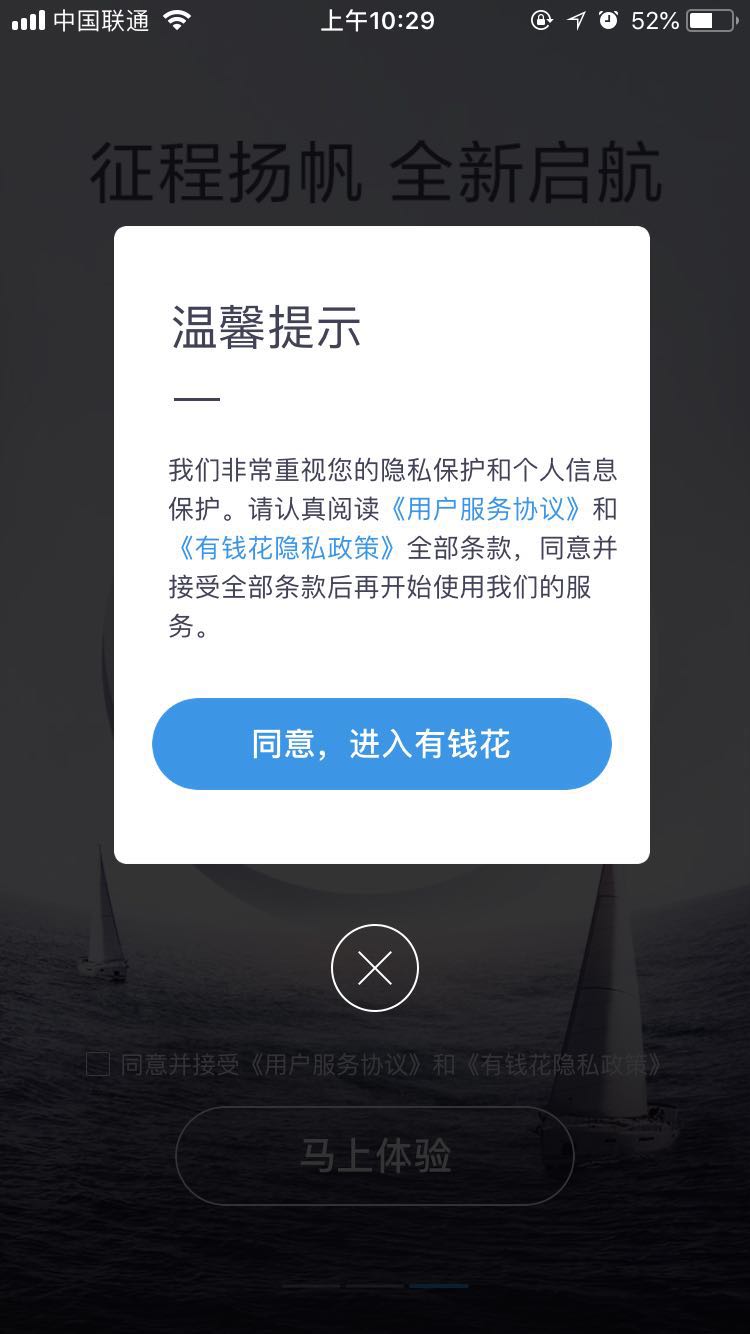 中国联通
上午10:29
52%
征程扬帆 全新启航
温馨提示
我们非常重视您的隐私保护和个人信息
保护。请认真阅读《用户服务协议》和
《有钱花隐私政策》全部条款，同意并
接受全部条款后再开始使用我们的服
务。
同意，进入有钱花
同意并接受《用户服务协议》和《有钱花隐私政策》
马上体验